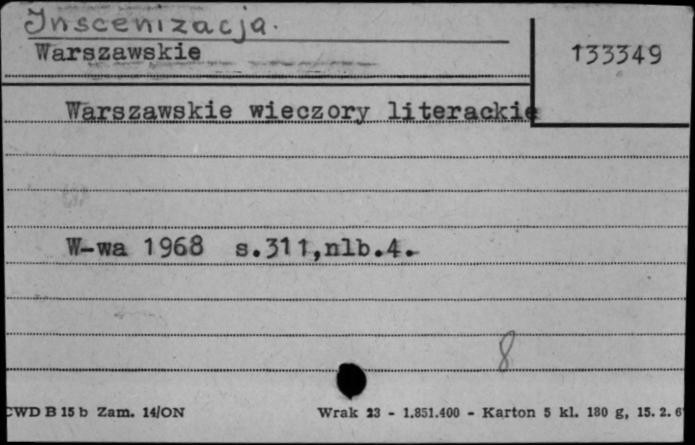 Inscenizacja.
Warszawskie
133349
Warszawskie wieczory literackie
W-wa 1968 s.311,nlb.4.
8
CWD B 15 b Zam. 14/ON
Wrak 23 - 1.851.400 - Karton 5 kl. 180 g, 15. 2. 6